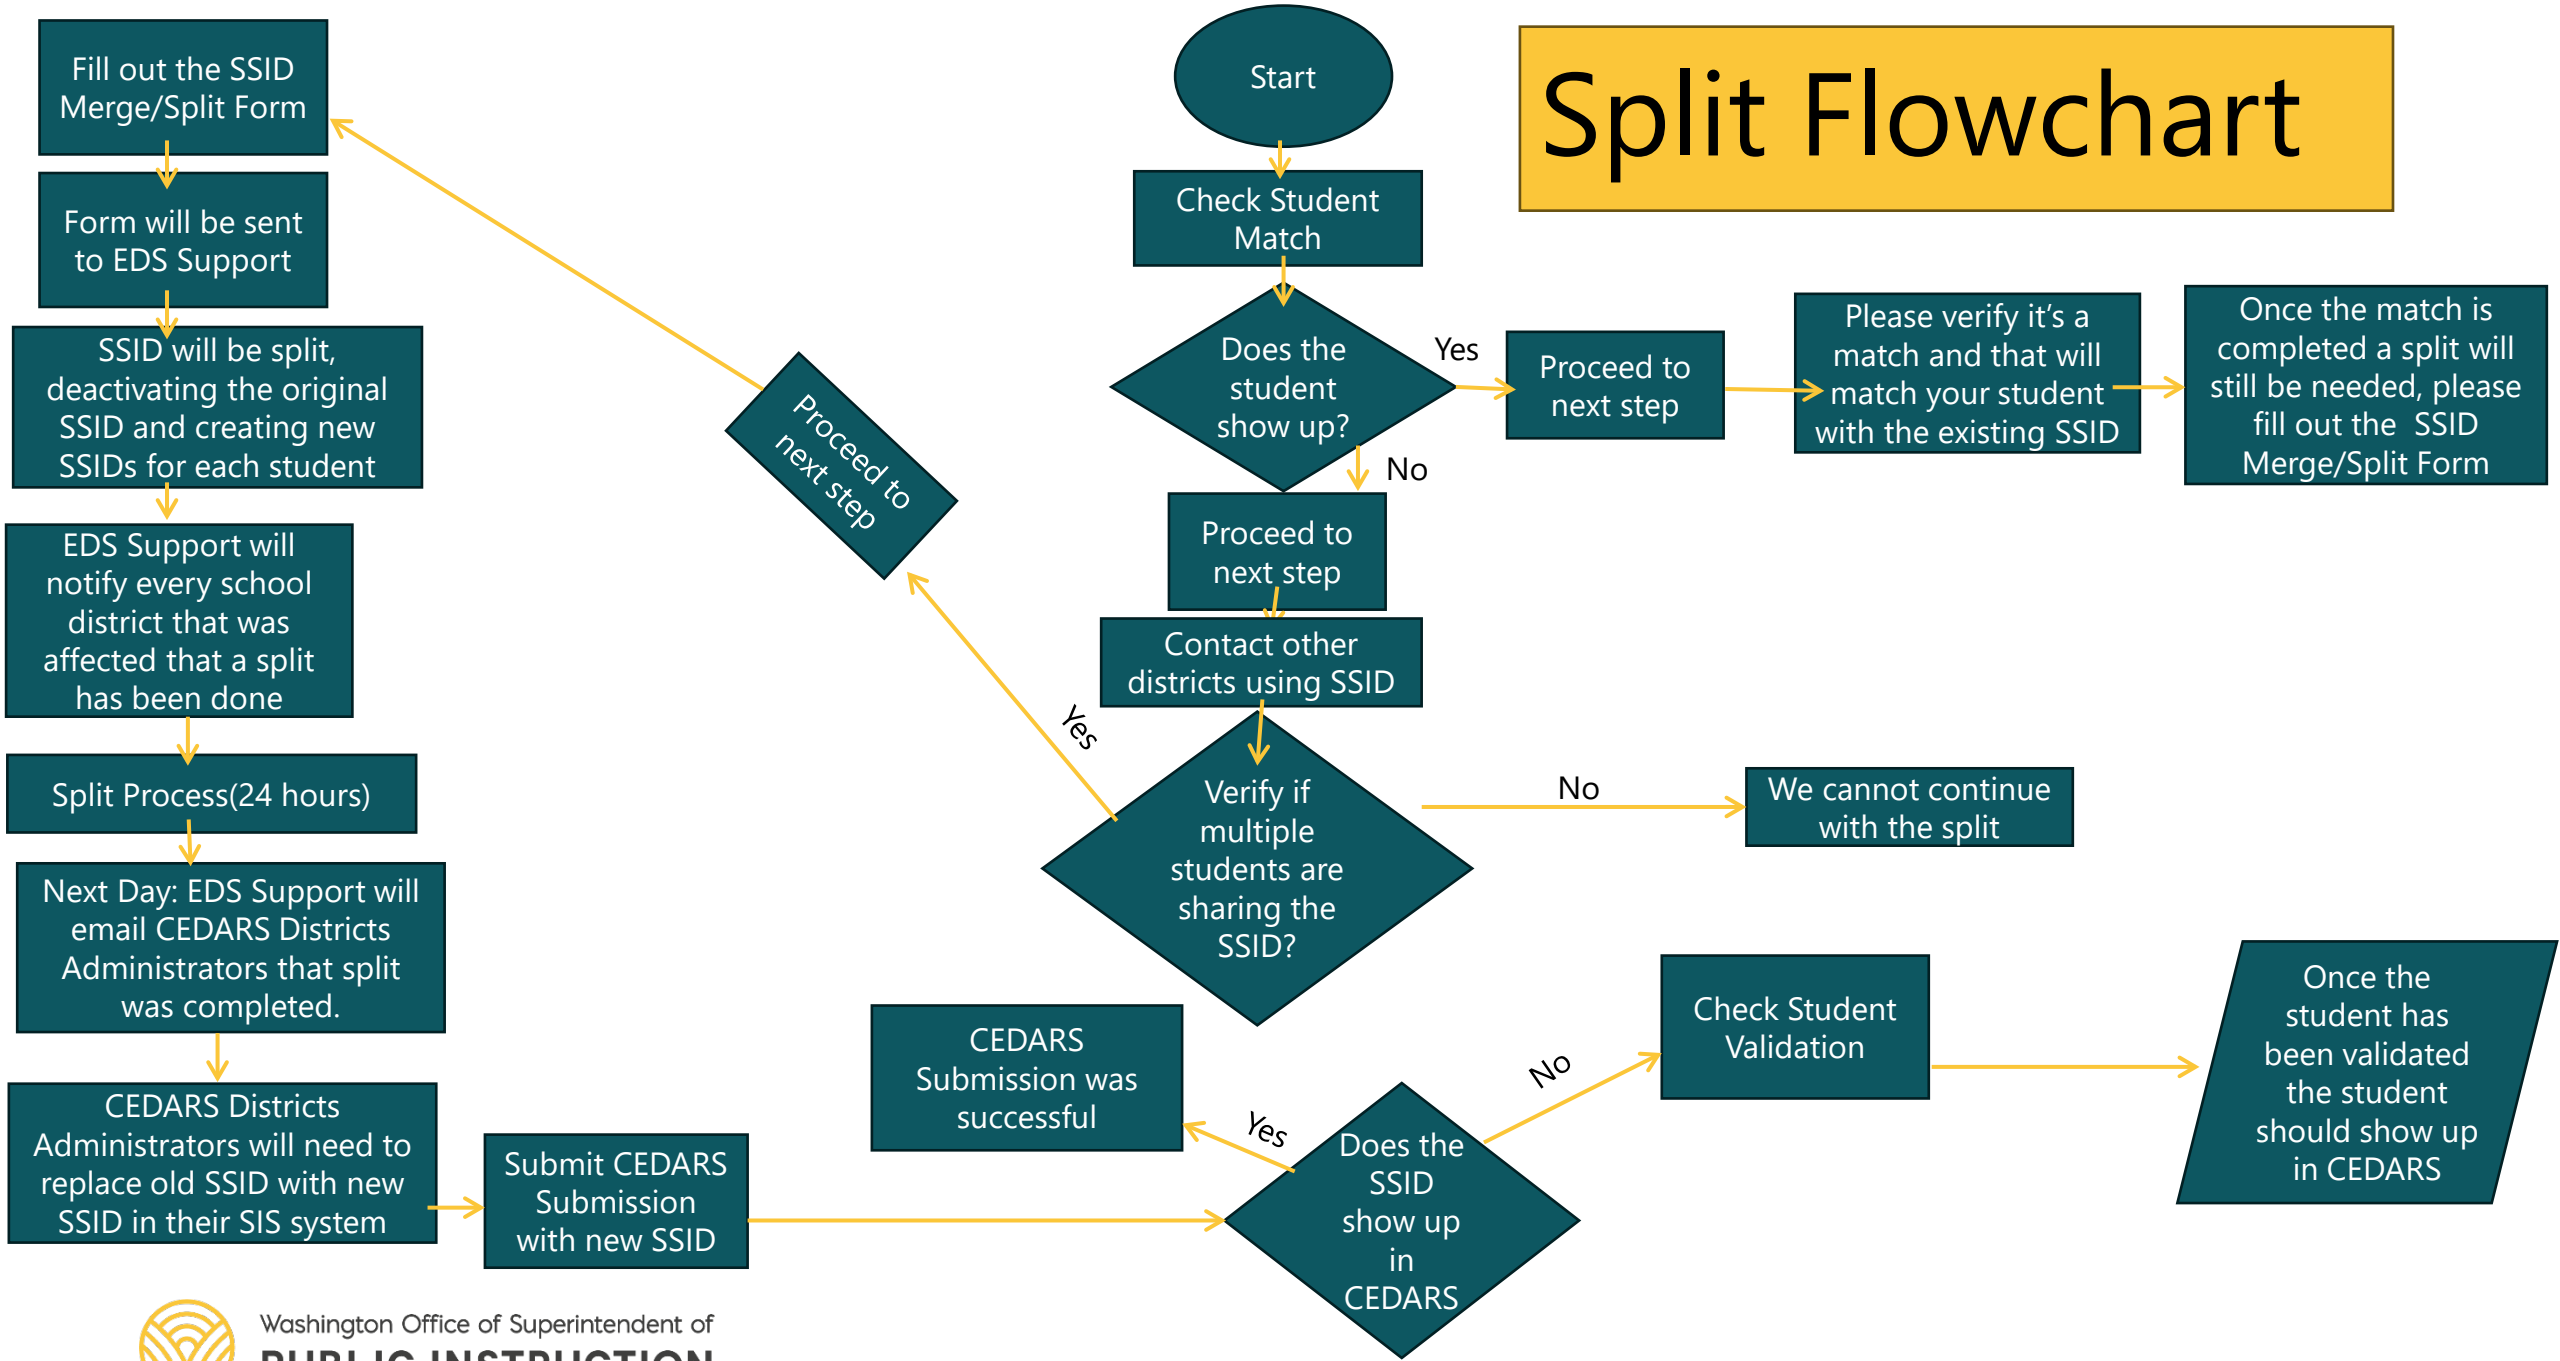 Split Flowchart
Start
Check Student
Match
Does the
student
show up?
Yes
Proceed to
next step
Please verify it's a
match and that will
match your student
with the existing SSID
Once the match is
completed a split will
still be needed, please
fill out the  SSID
Merge/Split Form
No
Proceed to
next step
Contact other
districts using SSID
Verify if
multiple
students are
sharing the
SSID?
No
We cannot continue
with the split
Yes
Proceed to
next step
Fill out the SSID
Merge/Split Form
Form will be sent
to EDS Support
SSID will be split,
deactivating the original
SSID and creating new
SSIDs for each student
EDS Support will
notify every school
district that was
affected that a split
has been done
Split Process(24 hours)
Next Day: EDS Support will
email CEDARS Districts
Administrators that split
was completed.
CEDARS Districts
Administrators will need to
replace old SSID with new
SSID in their SIS system
Submit CEDARS
Submission
with new SSID
Does the
SSID
show up
in
CEDARS
Yes
CEDARS
Submission was
successful
No
Check Student
Validation
Once the
student has
been validated
the student
should show up
in CEDARS
Washington Office of Superintendent of
PUBLIC INSTRUCTION